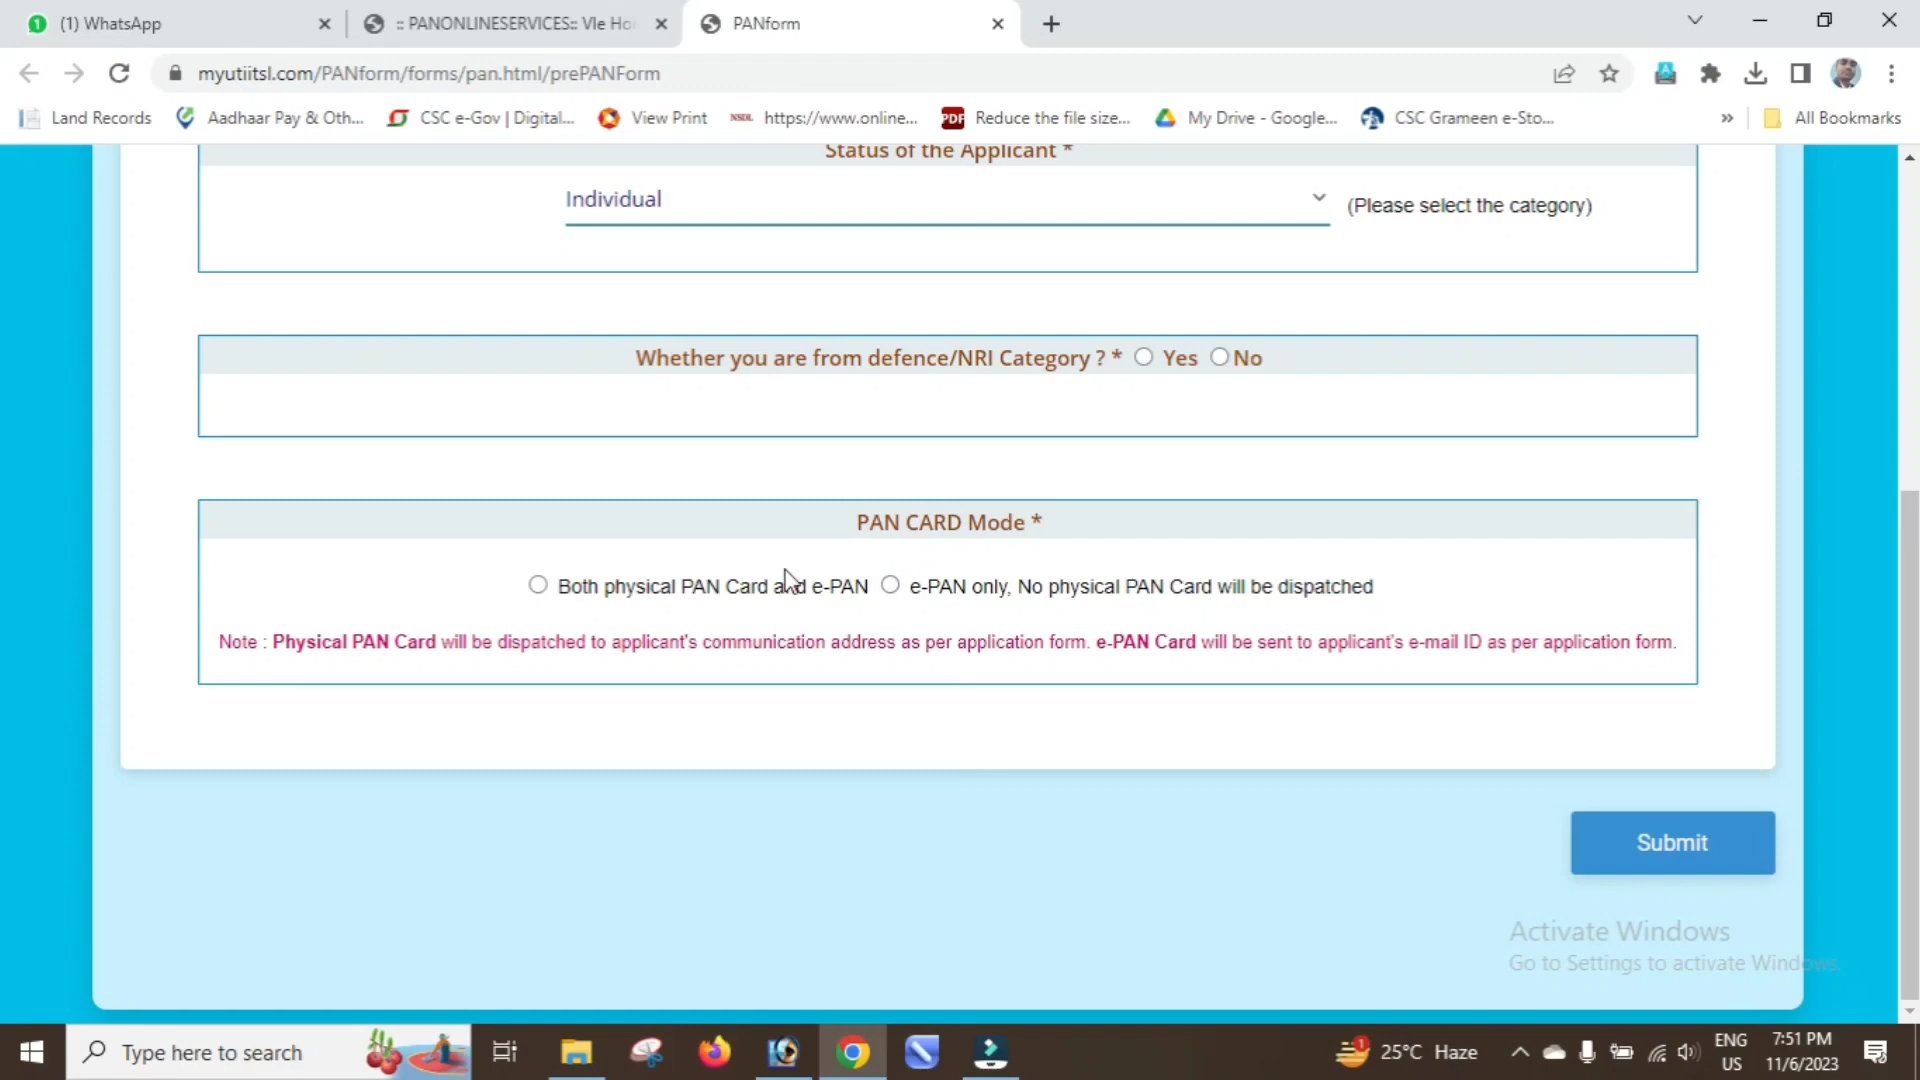 (1) WhatsApp
:: PANONLINESERVICES:: Vle Ho
PANform
myutiitsl.com/PANform/forms/pan.html/prePANForm
Land Records
Aadhaar Pay & Oth...
CSC e-Gov | Digital...
View Print
NSDL
https://www.online...
PDF
Reduce the file size...
My Drive - Google...
CSC Grameen e-Sto...
»
All Bookmarks
Status of the Applicant *
Individual
(Please select the category)
Whether you are from defence/NRI Category ? * Yes No
PAN CARD Mode *
Both physical PAN Card and e-PAN e-PAN only, No physical PAN Card will be dispatched
Note : Physical PAN Card will be dispatched to applicant's communication address as per application form. e-PAN Card will be sent to applicant's e-mail ID as per application form.
Submit
Activate Windows
Go to Settings to activate Windows.
Type here to search
1
25°C Haze
ENG
US
7:51 PM
11/6/2023